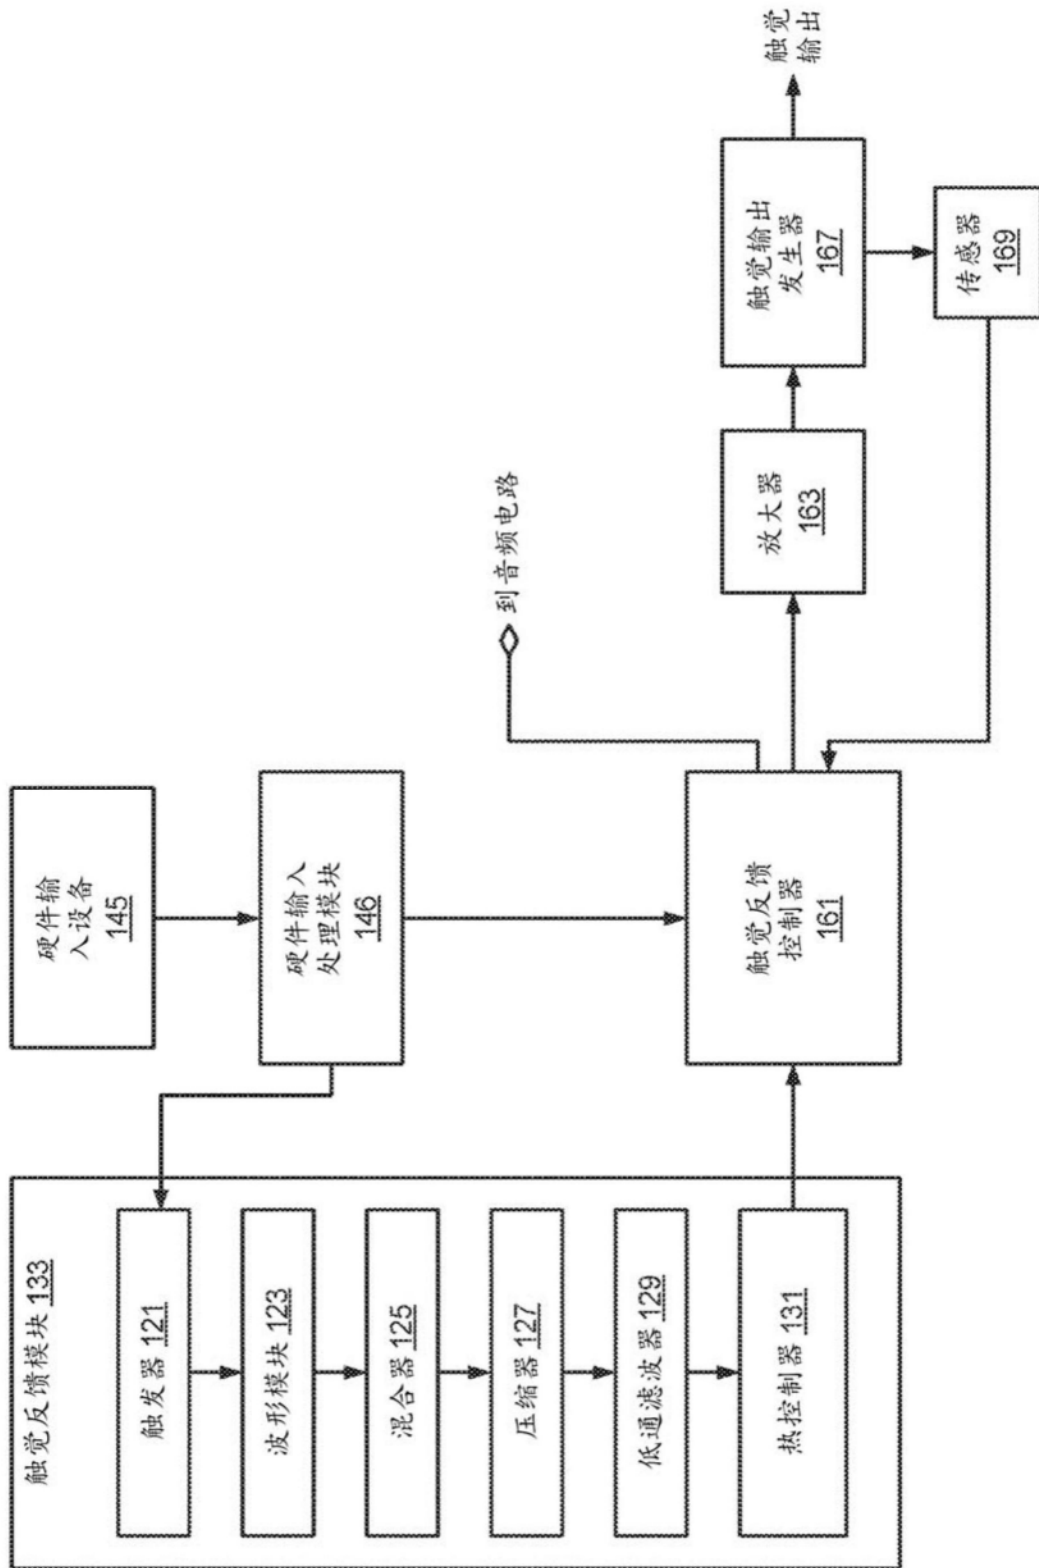 触觉反馈模块 133
触发器 121
波形模块 123
混合器 125
压缩器 127
低通滤波器 129
热控制器 131
硬件输
入设备
145
硬件输入
处理模块
146
触觉反馈
控制器
161
到音频电路
放大器
163
触觉输出
发生器
167
传感器
169
触觉
输出